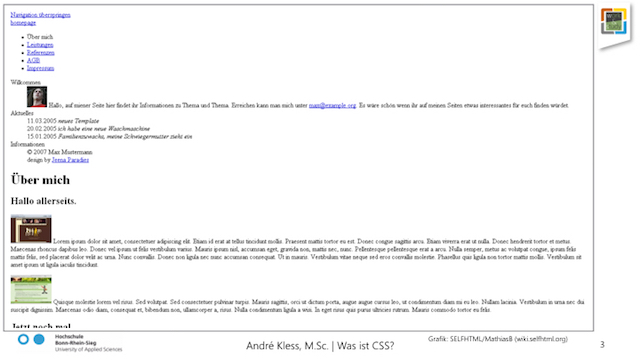 Navigation überspringen
homepage
Über mich
Leistungen
Referenzen
AGB
Impressum
Willkommen
Hallo, auf meiner Seite hier findet ihr Informationen zu Thema und Thema. Erreichen kann man mich unter max@example.org. Es wäre schön wenn ihr auf meinen Seiten etwas interessantes für euch finden würdet.
Aktuelles
11.03.2005 neues Template
20.02.2005 ich habe eine neue Waschmaschine
15.01.2005 Familienzuwachs, meine Schwiegermutter zieht ein
Informationen
© 2007 Max Mustermann
design by Jerna Paradies
Über mich
Hallo allerseits.
Lorem ipsum dolor sit amet, consectetuer adipiscing elit. Etiam id erat at tellus tincidunt mollis. Praesent mattis tortor eu est. Donec congue sagittis arcu. Etiam viverra erat ut nulla. Donec hendrerit tortor et metus.
Maecenas rhoncus dapibus leo. Donec vel ipsum ut felis vestibulum varius. Mauris ipsum nisl, accumsan eget, gravida non, mattis nec, nunc. Pellentesque pellentesque erat a arcu. Nulla semper, metus ac volutpat congue, ipsum felis
mattis felis, sed placerat dolor velit ac urna. Nunc convallis. Donec non ligula nec nunc accumsan consequat. Ut in mauris. Vestibulum vitae neque sed eros convallis molestie. Phasellus quis ligula non tortor mattis mollis. Vestibulum sit
amet ipsum ut ligula iaculis tincidunt.
Quisque molestie lorem vel risus. Sed volutpat. Sed consectetuer pulvinar turpis. Mauris sagittis, orci ut dictum porta, augue augue cursus leo, ut condimentum diam mi eu leo. Nullam lacinia. Vestibulum in urna nec dui
suscipit dignissim. Maecenas odio diam, consequat et, bibendum non, ullamcorper a, risus. Nulla condimentum ligula a wisi. In eget risus quis purus ultricies rutrum. Mauris commodo tortor eu felis.
Jetzt noch mal
Hochschule
Bonn-Rhein-Sieg
University of Applied Sciences
André Kless, M.Sc. | Was ist CSS?
Grafik: SELFHTML/MathiasB (wiki.selfhtml.org)
3